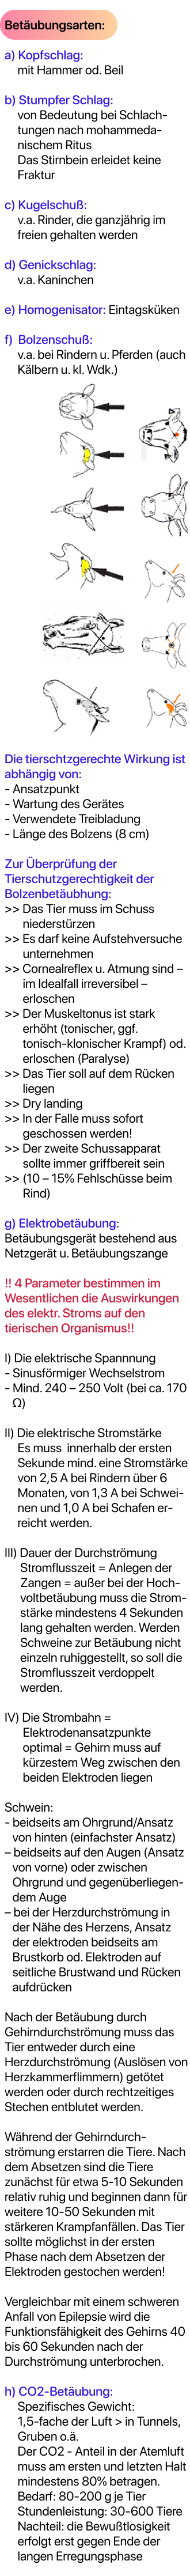 Betäubungsarten:
a) Kopfschlag:
mit Hammer od. Beil
b) Stumpfer Schlag:
von Bedeutung bei Schlach-
tungen nach mohammeda-
nischem Ritus
Das Stirnbein erleidet keine
Fraktur
c) Kugelschuß:
v.a. Rinder, die ganzjährig im
freien gehalten werden
d) Genickschlag:
v.a. Kaninchen
e) Homogenisator: Eintagsküken
f) Bolzenschuß:
v.a. bei Rindern u. Pferden (auch
Kälbern u. kl. Wdk.)
Die tierschtzgerechte Wirkung ist
abhängig von:
- Ansatzpunkt
- Wartung des Gerätes
- Verwendete Treibladung
- Länge des Bolzens (8 cm)
Zur Überprüfung der
Tierschutzgerechtigkeit der
Bolzenbetäubhung:
>> Das Tier muss im Schuss
niederstürzen
>> Es darf keine Aufstehversuche
unternehmen
>> Cornealreflex u. Atmung sind –
im Idealfall irreversibel –
erloschen
>> Der Muskeltonus ist stark
erhöht (tonischer, ggf.
tonisch-klonischer Krampf) od.
erloschen (Paralyse)
>> Das Tier soll auf dem Rücken
liegen
>> Dry landing
>> In der Falle muss sofort
geschossen werden!
>> Der zweite Schussapparat
sollte immer griffbereit sein
>> (10 – 15% Fehlschüsse beim
Rind)
g) Elektrobetäubung:
Betäubungsgerät bestehend aus
Netzgerät u. Betäubungszange
!! 4 Parameter bestimmen im
Wesentlichen die Auswirkungen
des elektr. Stroms auf den
tierischen Organismus!!
I) Die elektrische Spannnung
- Sinusförmiger Wechselstrom
- Mind. 240 – 250 Volt (bei ca. 170
Ω)
II) Die elektrische Stromstärke
Es muss innerhalb der ersten
Sekunde mind. eine Stromstärke
von 2,5 A bei Rindern über 6
Monaten, von 1,3 A bei Schwei-
nen und 1,0 A bei Schafen er-
reicht werden.
III) Dauer der Durchströmung
Stromflusszeit = Anlegen der
Zangen = außer bei der Hoch-
voltbetäubung muss die Strom-
stärke mindestens 4 Sekunden
lang gehalten werden. Werden
Schweine zur Betäubung nicht
einzeln ruhiggestellt, so soll die
Stromflusszeit verdoppelt
werden.
IV) Die Strombahn =
Elektrodenansatzpunkte
optimal = Gehirn muss auf
kürzestem Weg zwischen den
beiden Elektroden liegen
Schwein:
- beidseits am Ohrgrund/Ansatz
von hinten (einfachster Ansatz)
– beidseits auf den Augen (Ansatz
von vorne) oder zwischen
Ohrgrund und gegenüberliegen-
dem Auge
– bei der Herzdurchströmung in
der Nähe des Herzens, Ansatz
der elektroden beidseits am
Brustkorb od. Elektroden auf
seitliche Brustwand und Rücken
aufdrücken
Nach der Betäubung durch
Gehirndurchströmung muss das
Tier entweder durch eine
Herzdurchströmung (Auslösen von
Herzkammerflimmern) getötet
werden oder durch rechtzeitiges
Stechen entblutet werden.
Während der Gehirndurch-
strömung erstarren die Tiere. Nach
dem Absetzen sind die Tiere
zunächst für etwa 5-10 Sekunden
relativ ruhig und beginnen dann für
weitere 10-50 Sekunden mit
stärkeren Krampfanfällen. Das Tier
sollte möglichst in der ersten
Phase nach dem Absetzen der
Elektroden gestochen werden!
Vergleichbar mit einem schweren
Anfall von Epilepsie wird die
Funktionsfähigkeit des Gehirns 40
bis 60 Sekunden nach der
Durchströmung unterbrochen.
h) CO2-Betäubung:
Spezifisches Gewicht:
1,5-fache der Luft > in Tunnels,
Gruben o.ä.
Der CO2 - Anteil in der Atemluft
muss am ersten und letzten Halt
mindestens 80% betragen.
Bedarf: 80-200 g je Tier
Stundenleistung: 30-600 Tiere
Nachteil: die Bewußtlosigkeit
erfolgt erst gegen Ende der
langen Erregungsphase